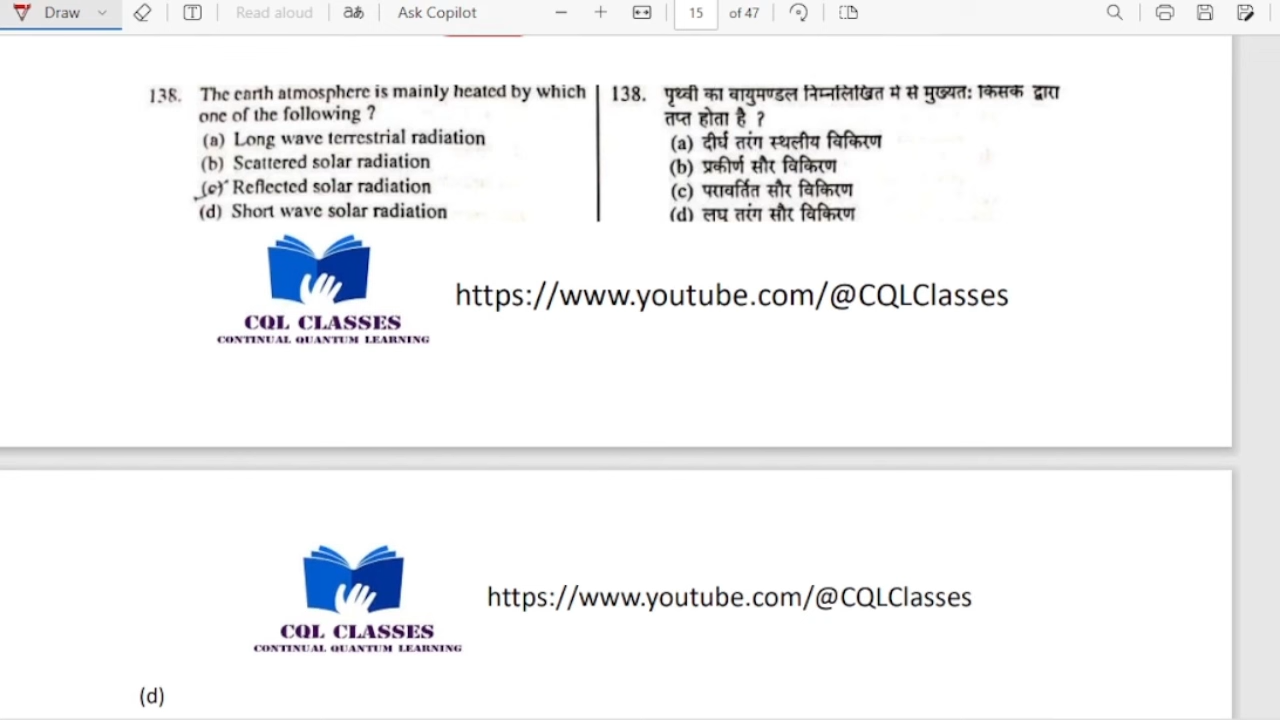 Draw
Read aloud
aあ
Ask Copilot
15 of 47
138. The earth atmosphere is mainly heated by which
one of the following ?
(a) Long wave terrestrial radiation
(b) Scattered solar radiation
(c) Reflected solar radiation
(d) Short wave solar radiation
138. पृथ्वी का वायुमण्डल निम्नलिखित में से मुख्यतः किसके द्वारा
तप्त होता है ?
(a) दीर्घ तरंग स्थलीय विकिरण
(b) प्रकीर्ण सौर विकिरण
(c) परावर्तित सौर विकिरण
(d) लघु तरंग सौर विकिरण
CQL CLASSES
CONTINUAL QUANTUM LEARNING
https://www.youtube.com/@CQLClasses
CQL CLASSES
CONTINUAL QUANTUM LEARNING
https://www.youtube.com/@CQLClasses
(d)